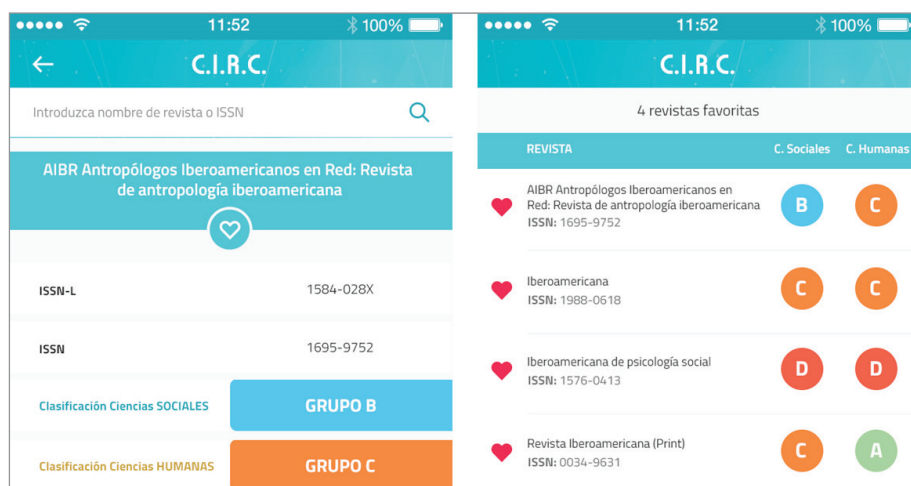 11:52
100%
C.I.R.C.
Introduzca nombre de revista o ISSN
AIBR Antropólogos Iberoamericanos en Red: Revista
de antropología iberoamericana
ISSN-L 1584-028X
ISSN 1695-9752
Clasificación Ciencias SOCIALES GRUPO B
Clasificación Ciencias HUMANAS GRUPO C
11:52
100%
C.I.R.C.
4 revistas favoritas
REVISTA C. Sociales C. Humanas
AIBR Antropólogos Iberoamericanos en
Red: Revista de antropología iberoamericana
ISSN: 1695-9752
B C
Iberoamericana
ISSN: 1988-0618
C C
Iberoamericana de psicología social
ISSN: 1576-0413
D D
Revista Iberoamericana (Print)
ISSN: 0034-9631
C A